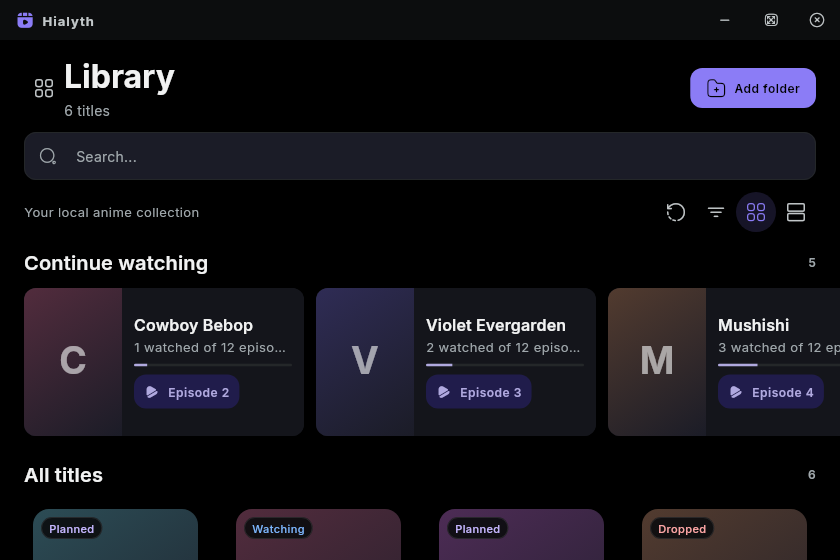 Hialyth
Library
6 titles
Add folder
Search...
Your local anime collection
Continue watching
5
C
Cowboy Bebop
1 watched of 12 episo...
Episode 2
V
Violet Evergarden
2 watched of 12 episo...
Episode 3
M
Mushishi
3 watched of 12 ep
Episode 4
All titles
6
Planned
Watching
Planned
Dropped